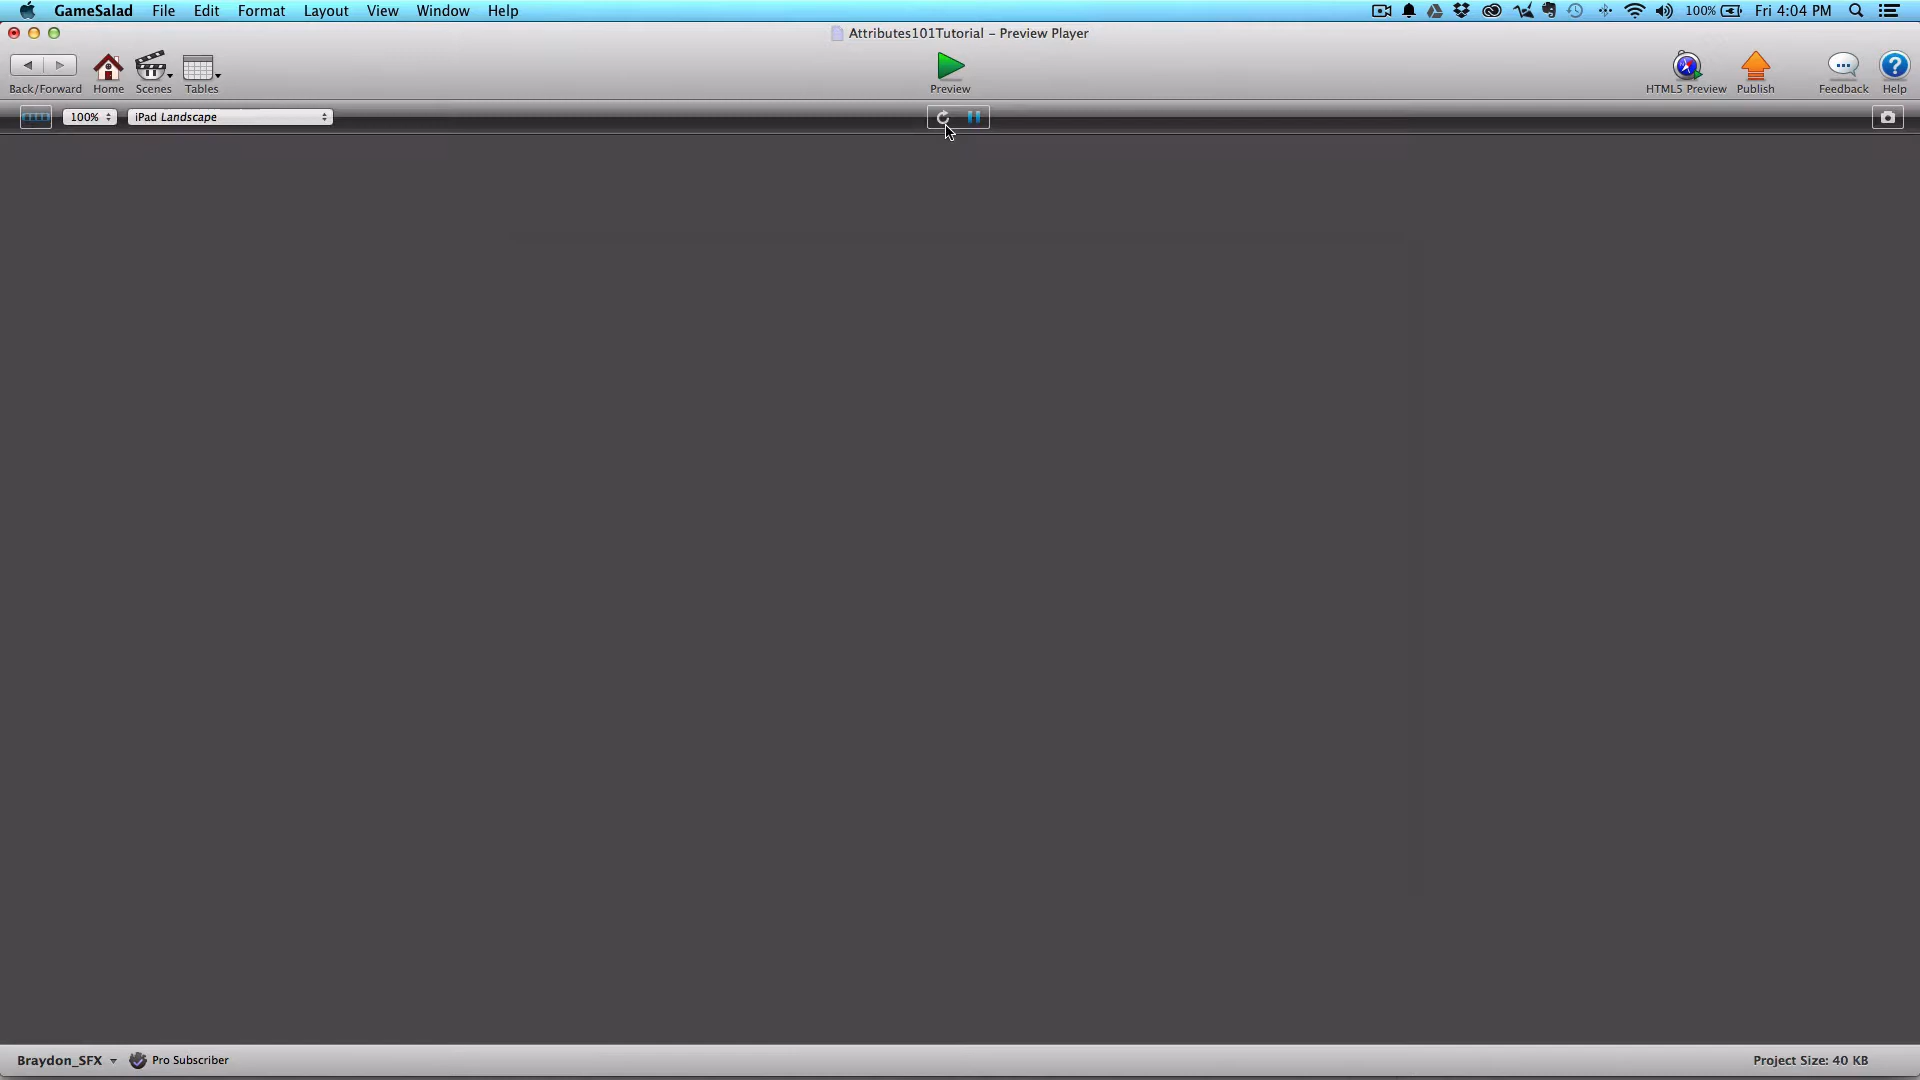 GameSalad File Edit Format Layout View Window Help 100% Fri 4:04 PM
Attributes101Tutorial – Preview Player
Back/Forward Home Scenes Tables Preview HTML5 Preview Publish Feedback Help
100% iPad Landscape
Braydon_SFX Pro Subscriber Project Size: 40 KB